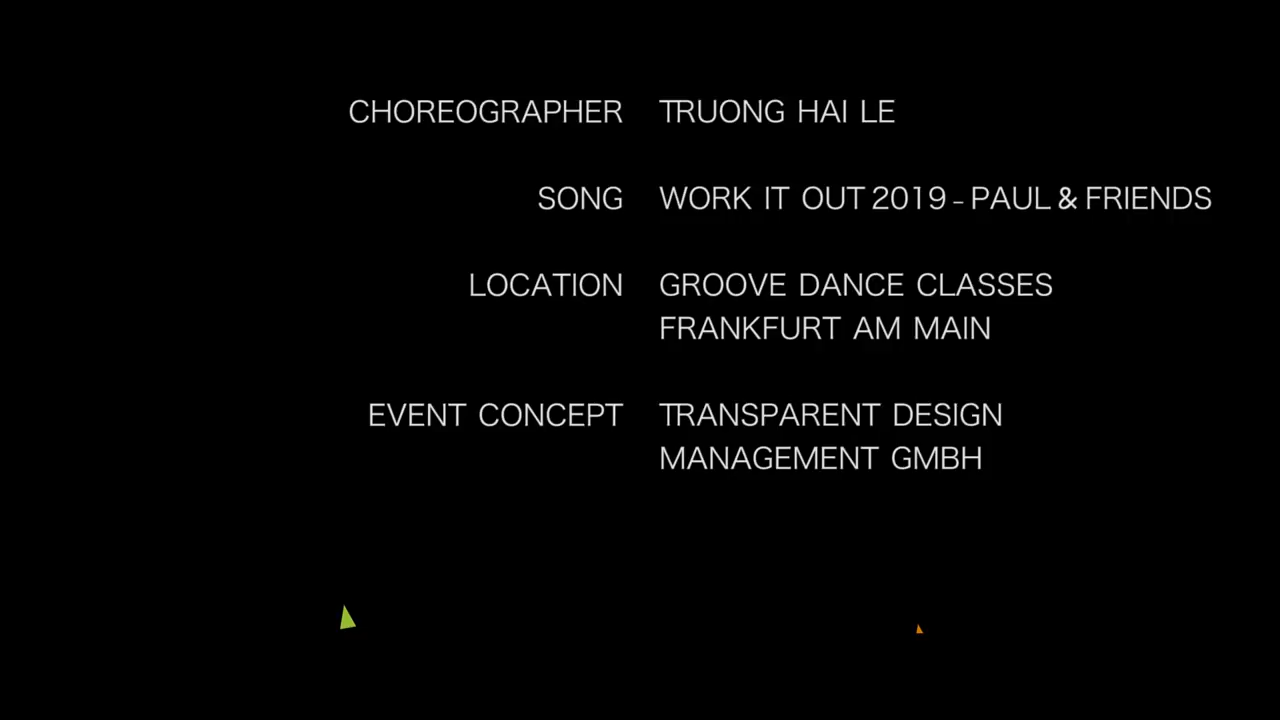 CHOREOGRAPHER TRUONG HAI LE
SONG WORK IT OUT 2019 – PAUL & FRIENDS
LOCATION GROOVE DANCE CLASSES
FRANKFURT AM MAIN
EVENT CONCEPT TRANSPARENT DESIGN
MANAGEMENT GMBH